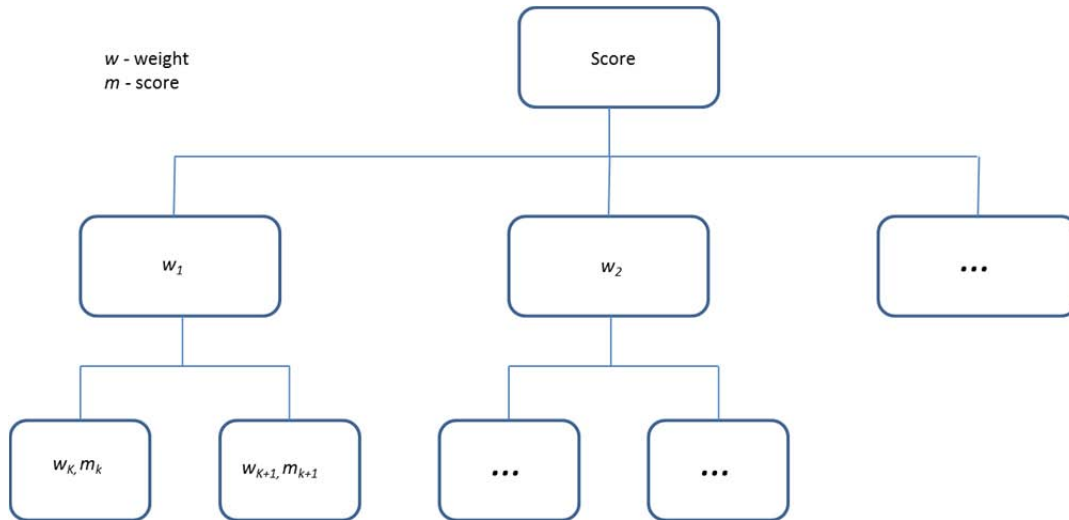 w - weight
m - score
Score
w1
w2
...
wK, mk
wK+1, mk+1
...
...